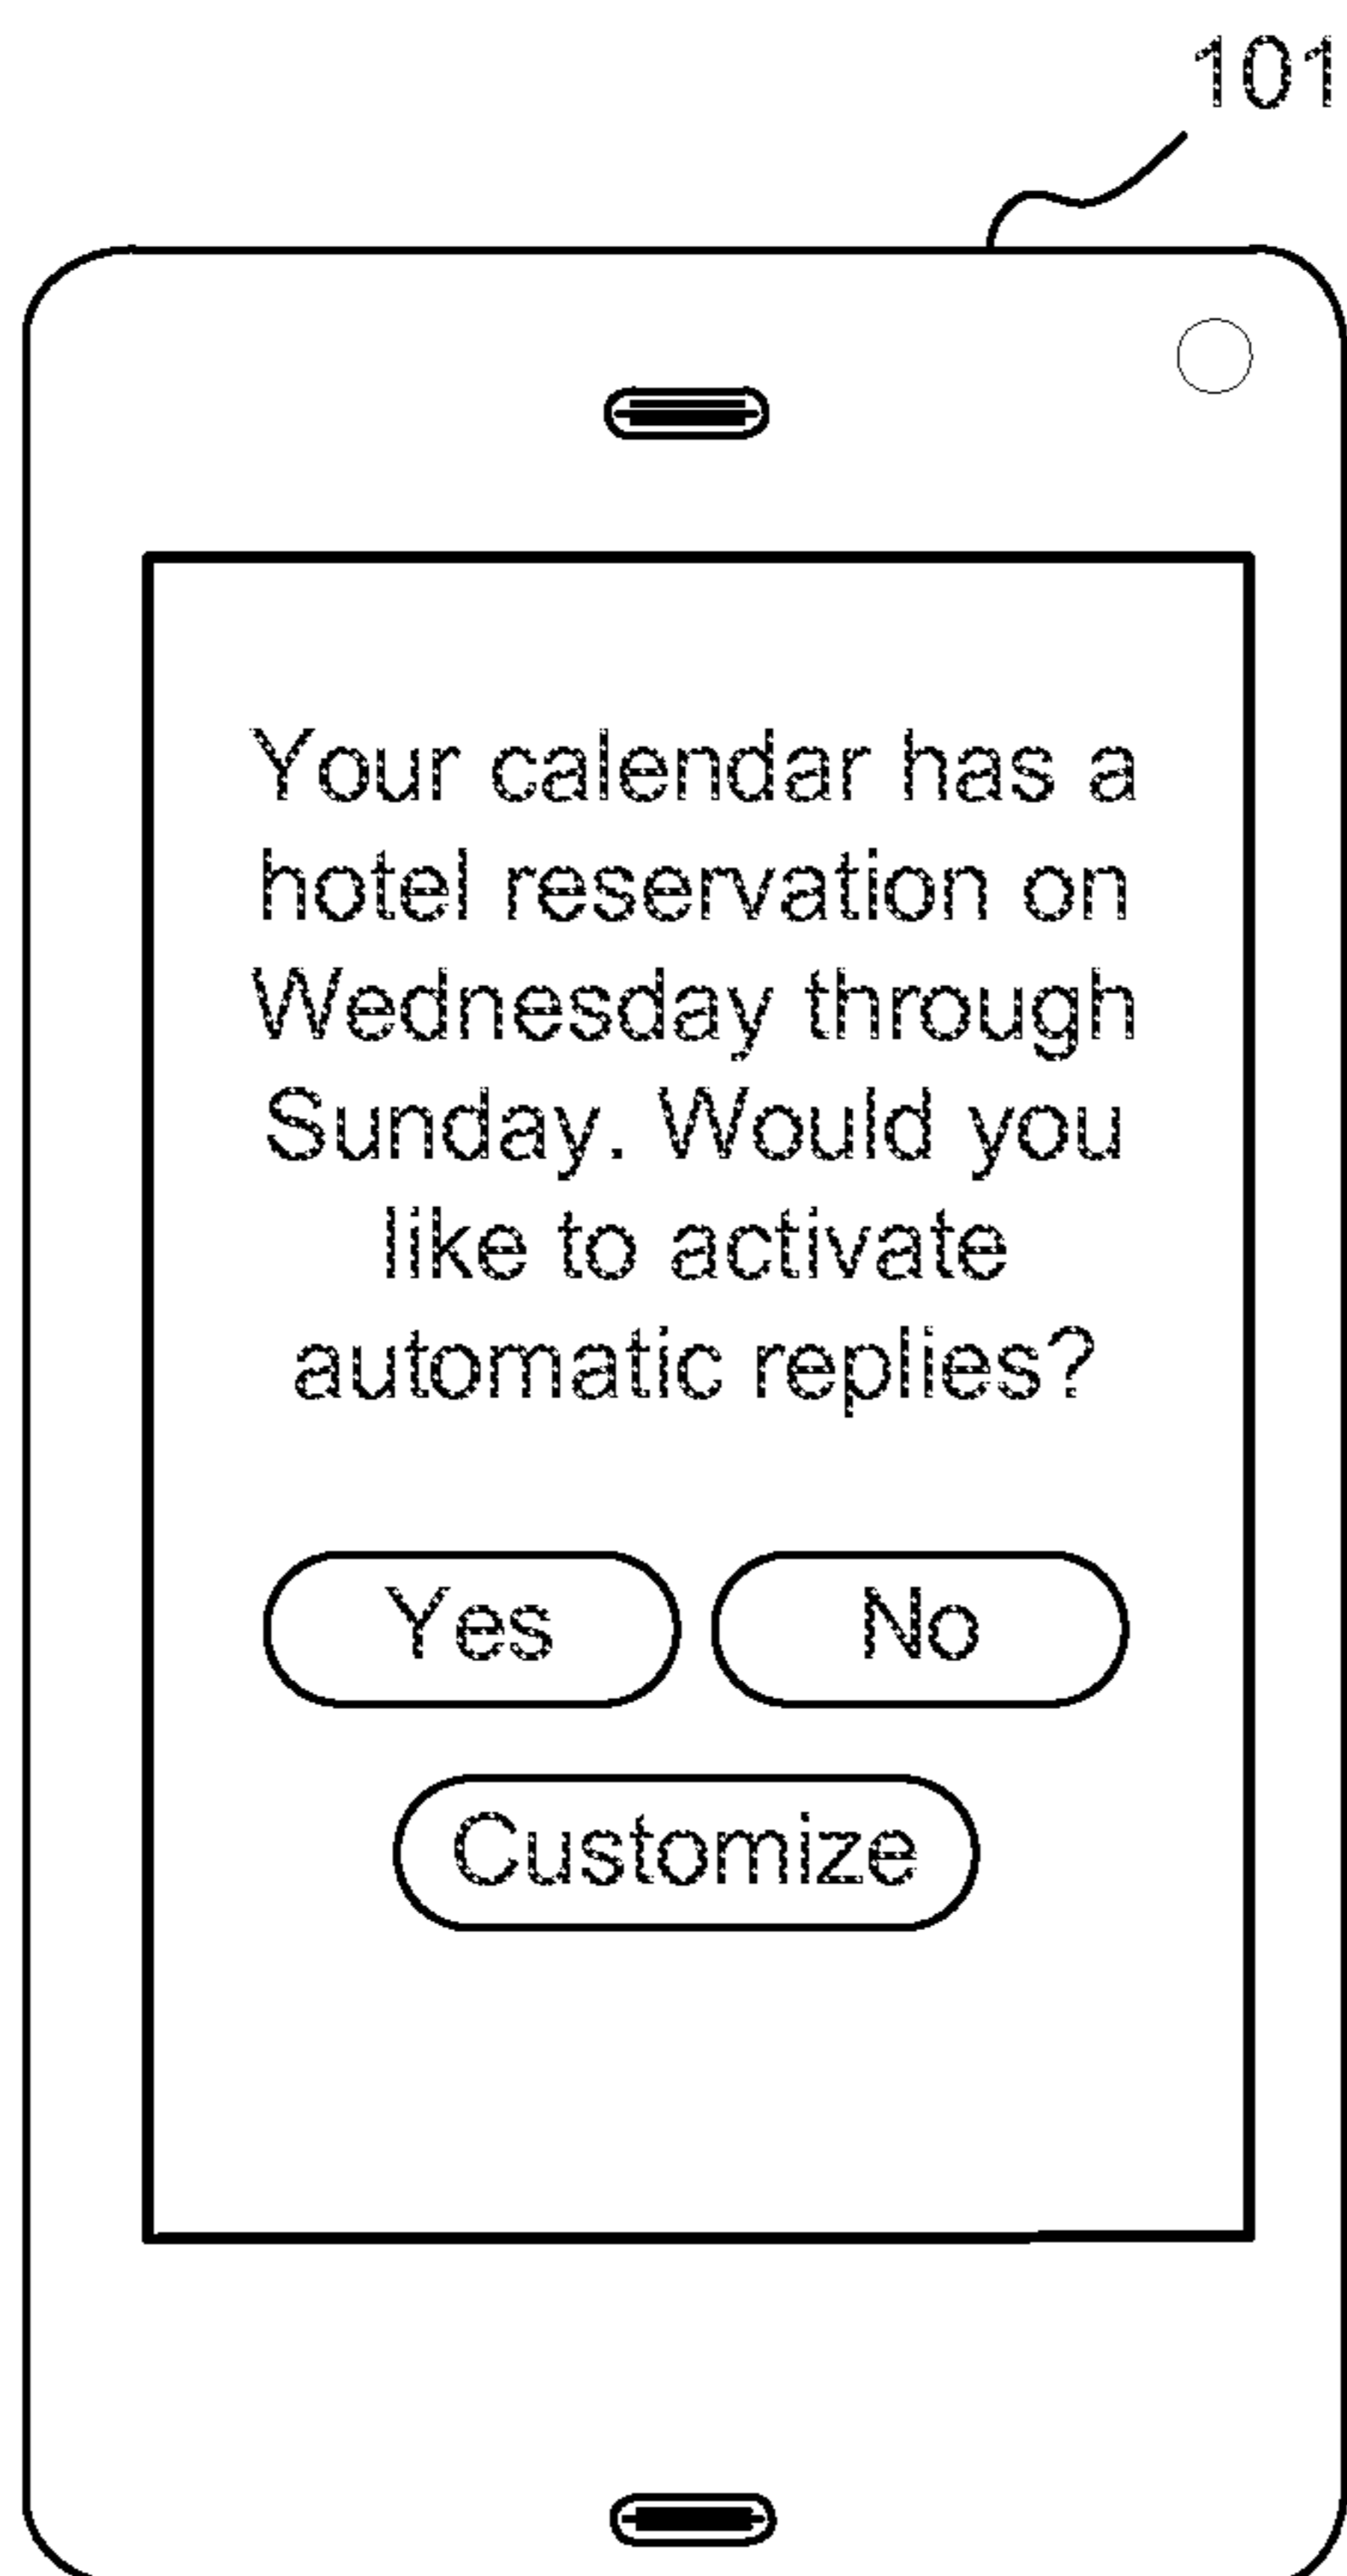 101
Your calendar has a
hotel reservation on
Wednesday through
Sunday. Would you
like to activate
automatic replies?
Yes No
Customize